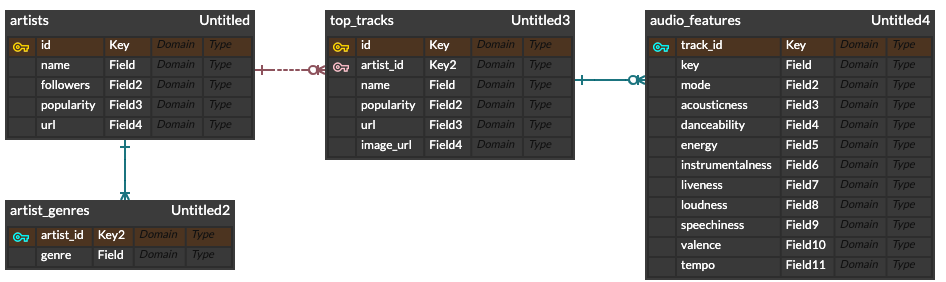 artists Untitled
id Key Domain Type
name Field Domain Type
followers Field2 Domain Type
popularity Field3 Domain Type
url Field4 Domain Type
top_tracks Untitled3
id Key Domain Type
artist_id Key2 Domain Type
name Field Domain Type
popularity Field2 Domain Type
url Field3 Domain Type
image_url Field4 Domain Type
audio_features Untitled4
track_id Key Domain Type
key Field Domain Type
mode Field2 Domain Type
acousticness Field3 Domain Type
danceability Field4 Domain Type
energy Field5 Domain Type
instrumentalness Field6 Domain Type
liveness Field7 Domain Type
loudness Field8 Domain Type
speechiness Field9 Domain Type
valence Field10 Domain Type
tempo Field11 Domain Type
artist_genres Untitled2
artist_id Key2 Domain Type
genre Field Domain Type